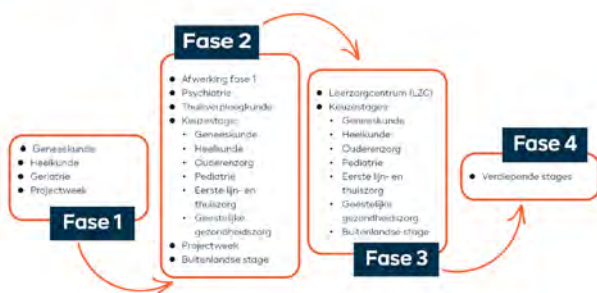 Fase 1
Geneeskunde
Heelkunde
Geriatrie
Projectweek
Fase 2
Afwerking fase 1
Psychiatrie
Thuisverpleegkunde
Keuzestage:
Geneeskunde
Heelkunde
Ouderenzorg
Pediatrie
Eerste lijn- en
thuiszorg
Geestelijke
gezondheidszorg
Projectweek
Buitenlandse stage
Fase 3
Leerzorgcentrum (LZC)
Keuzestages:
Geneeskunde
Heelkunde
Ouderenzorg
Pediatrie
Eerste lijn- en
thuiszorg
Geestelijke
gezondheidszorg
Buitenlandse stage
Fase 4
Verdiepende stages